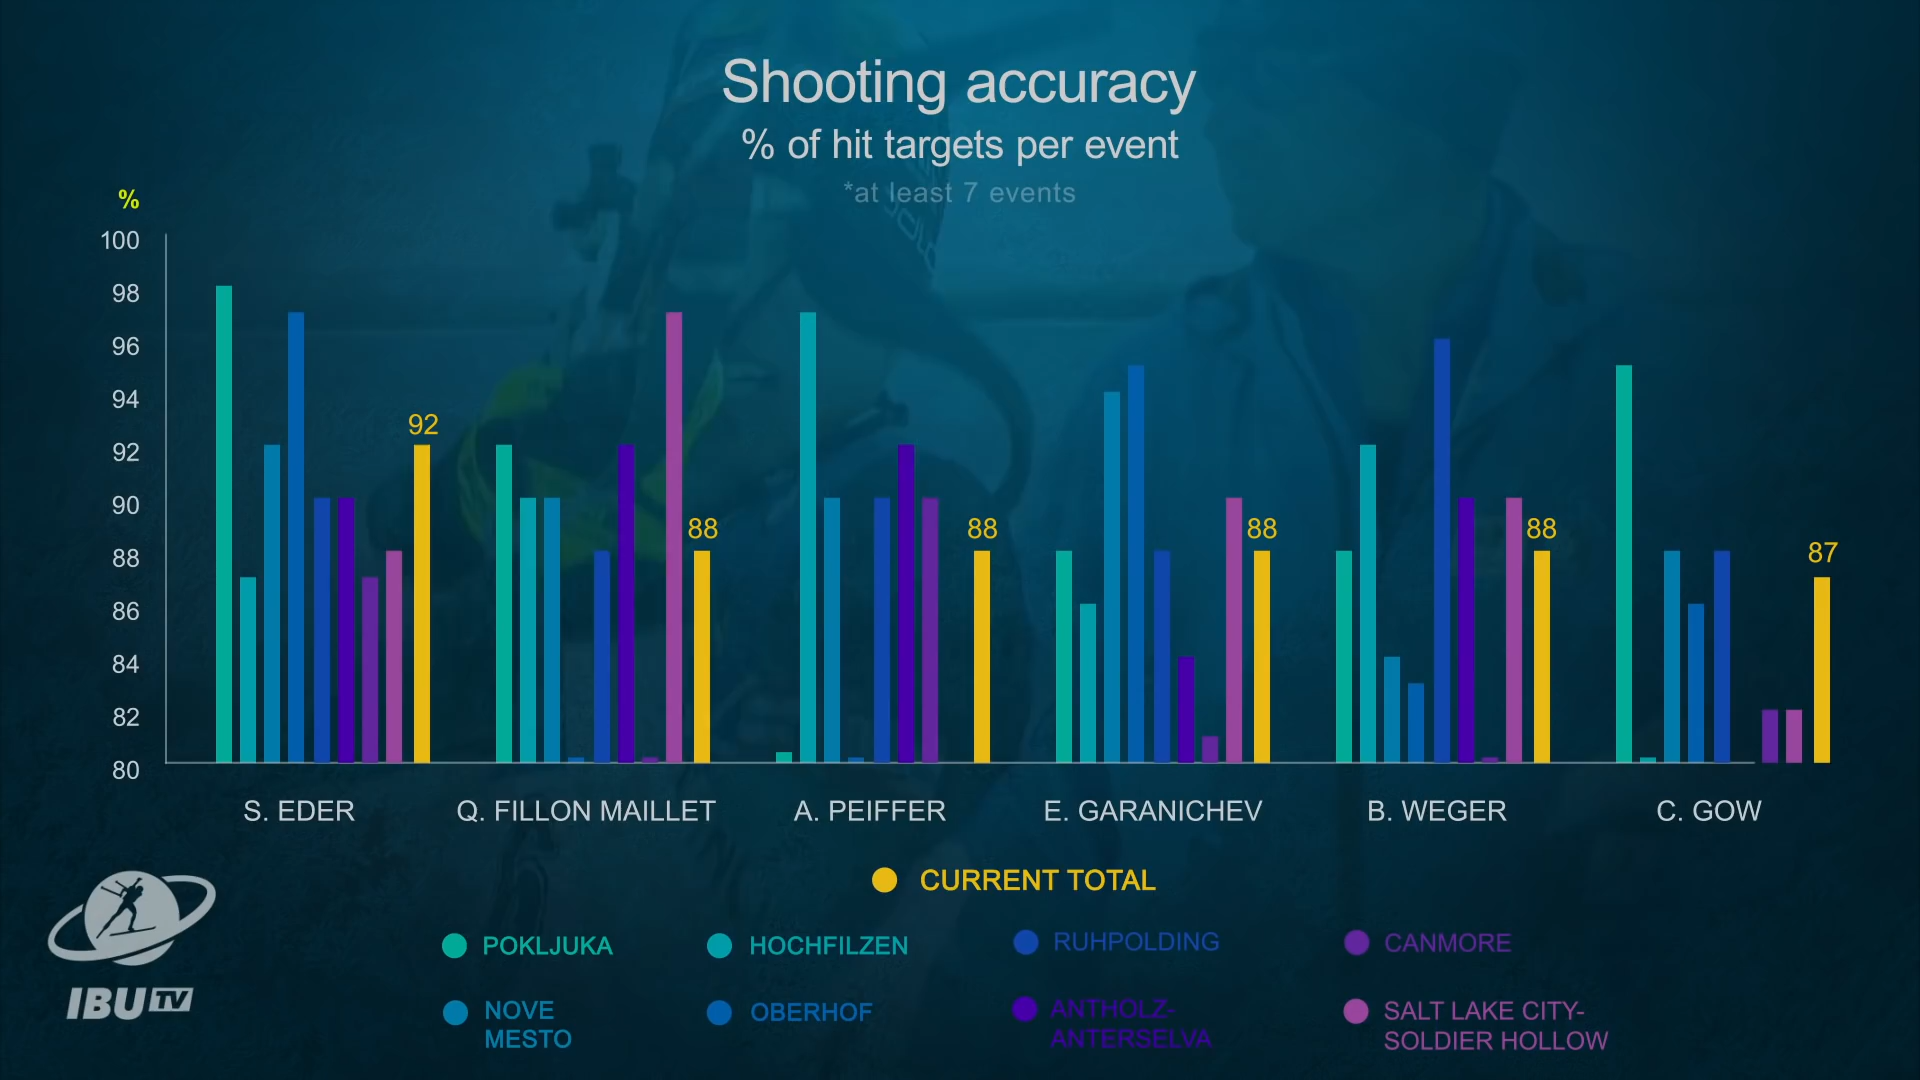 Shooting accuracy
% of hit targets per event
*at least 7 events
%
100
98
96
94
92
90
88
86
84
82
80
92
88
88
88
88
87
S. EDER
Q. FILLON MAILLET
A. PEIFFER
E. GARANICHEV
B. WEGER
C. GOW
CURRENT TOTAL
POKLJUKA
HOCHFILZEN
RUHPOLDING
CANMORE
NOVE
MESTO
OBERHOF
ANTHOLZ-
ANTERSELVA
SALT LAKE CITY-
SOLDIER HOLLOW
IBU TV